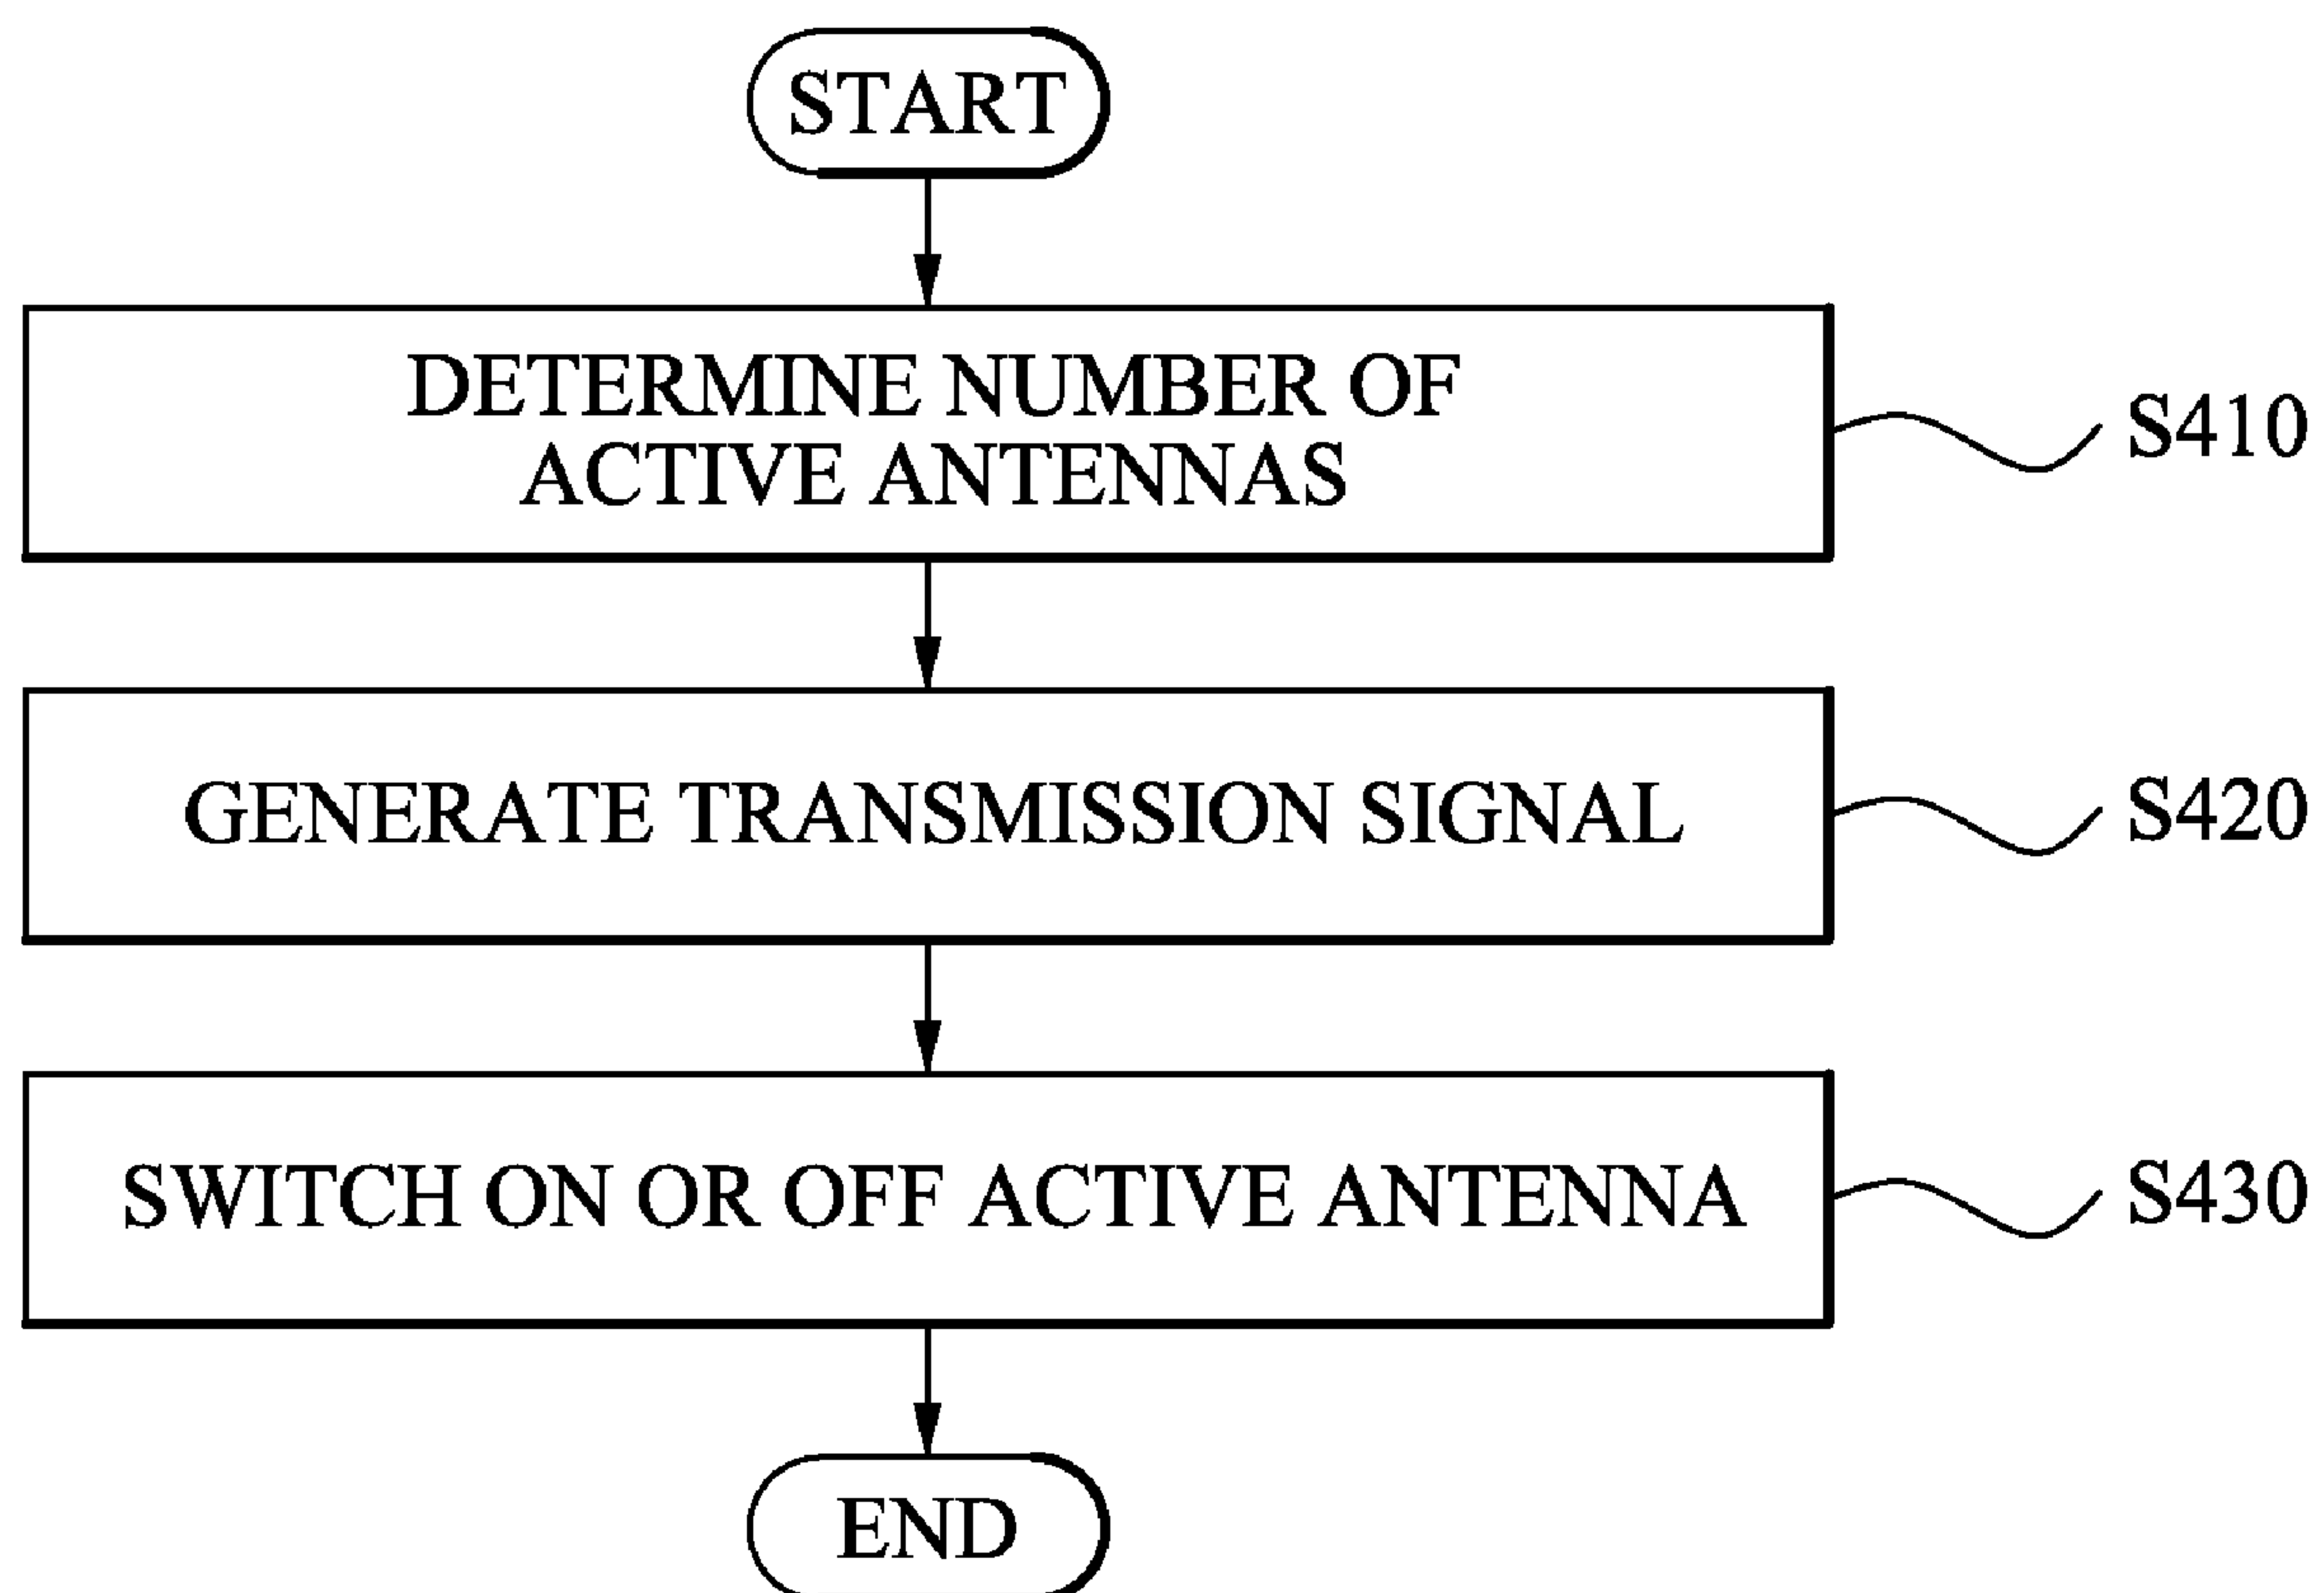 START
DETERMINE NUMBER OF
ACTIVE ANTENNAS
S410
GENERATE TRANSMISSION SIGNAL
S420
SWITCH ON OR OFF ACTIVE ANTENNA
S430
END